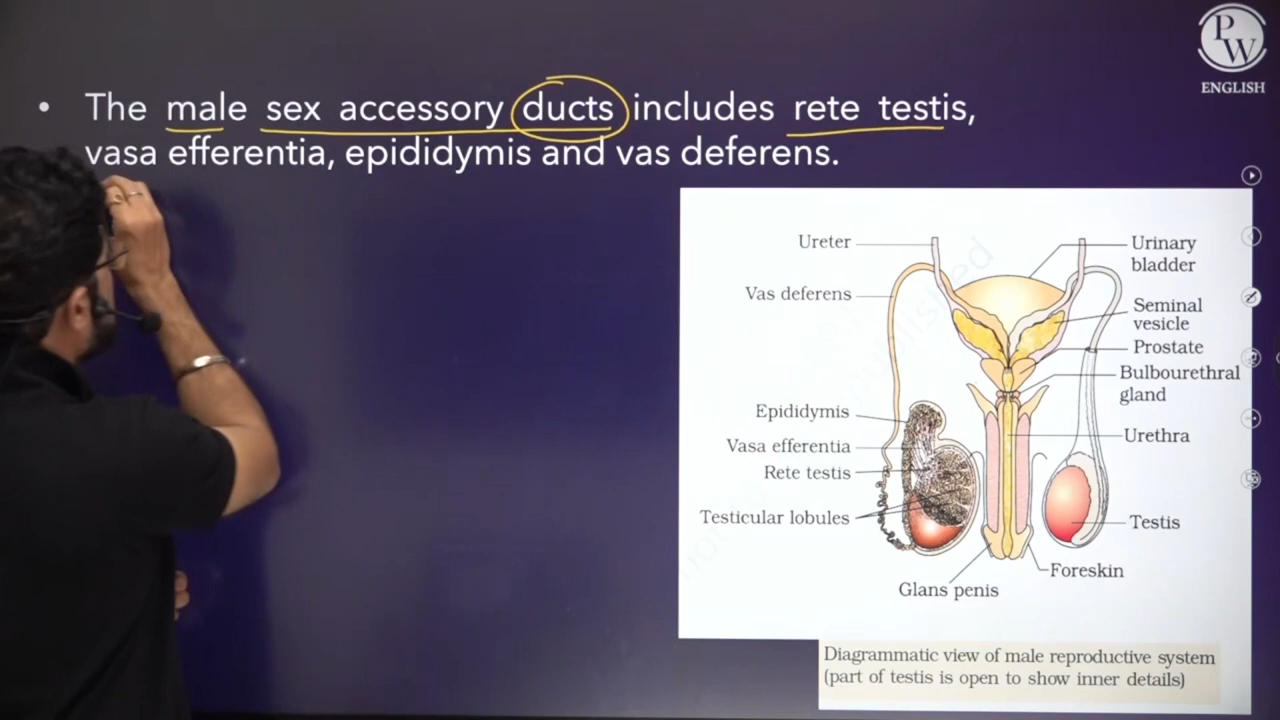 PW
ENGLISH
• The male sex accessory ducts includes rete testis,
vasa efferentia, epididymis and vas deferens.
Ureter
Urinary
bladder
Vas deferens
Seminal
vesicle
Prostate
Bulbourethral
gland
Epididymis
Urethra
Vasa efferentia
Rete testis
Testicular lobules
Testis
Foreskin
Glans penis
Diagrammatic view of male reproductive system
(part of testis is open to show inner details)